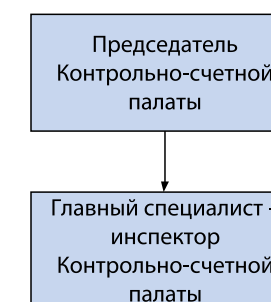 Председатель
Контрольно-счетной
палаты
Главный специалист -
инспектор
Контрольно-счетной
палаты